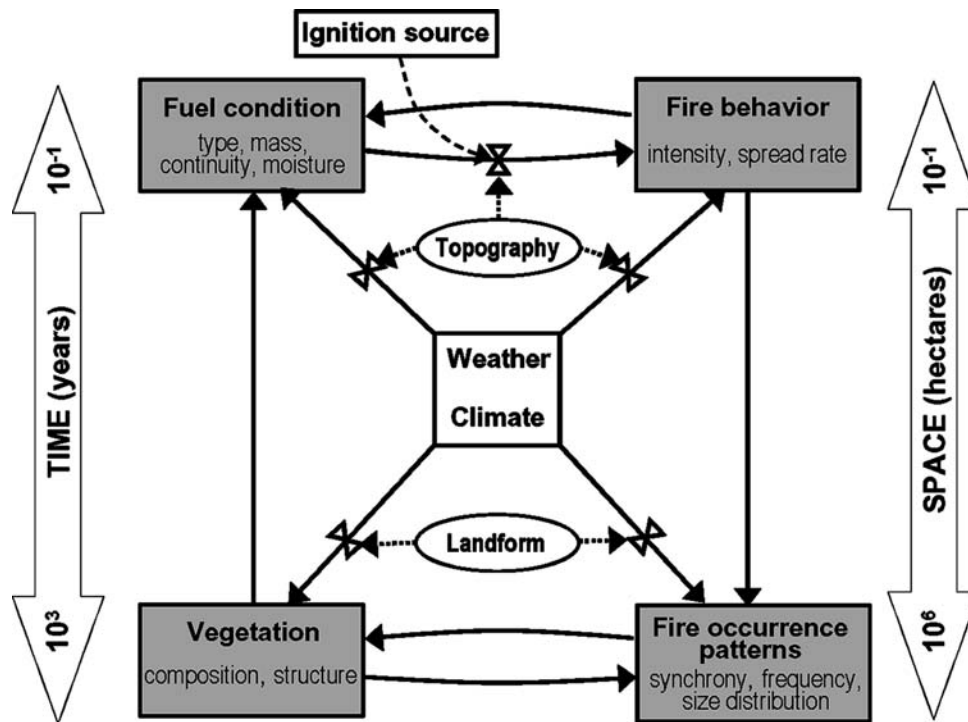 Ignition source
Fuel condition
type, mass,
continuity, moisture
Fire behavior
intensity, spread rate
10⁻¹
TIME (years)
10³
10⁻¹
SPACE (hectares)
10⁶
Topography
Weather
Climate
Landform
Vegetation
composition, structure
Fire occurrence
patterns
synchrony, frequency,
size distribution